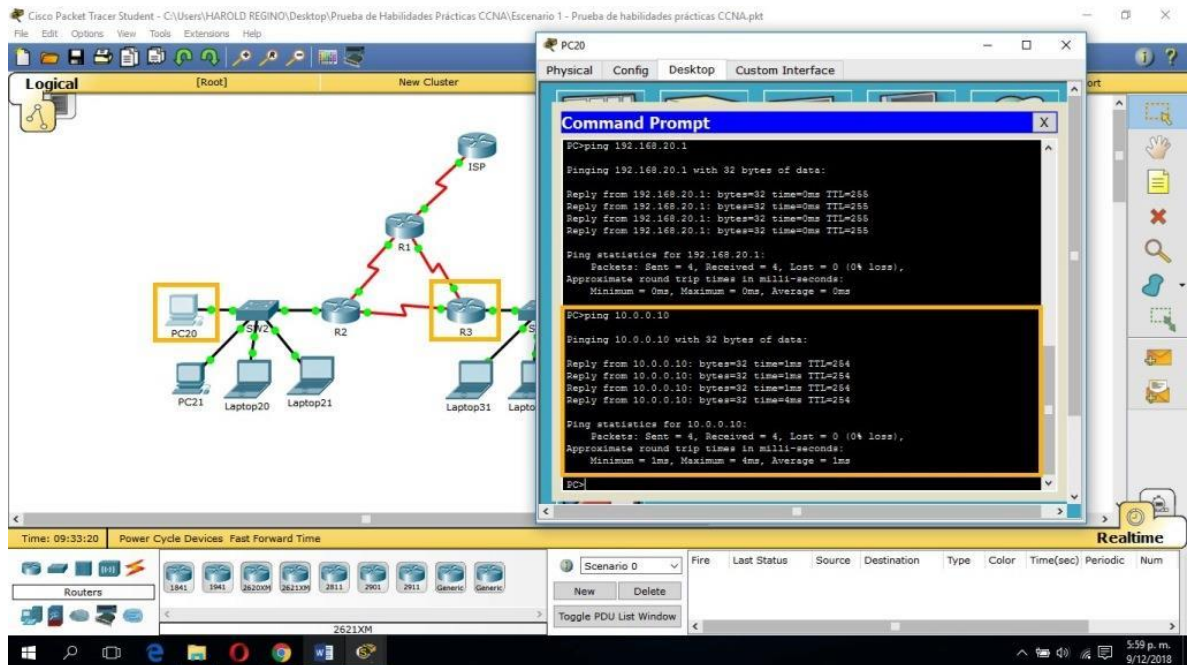 Cisco Packet Tracer Student - C:\Users\HAROLD REGINO\Desktop\Prueba de Habilidades Prácticas CCNA\Escenario 1 - Prueba de habilidades prácticas CCNA.pkt
File Edit Options View Tools Extensions Help
Logical [Root] New Cluster
ort
ISP
R1
PC20 SW2 R2 R3 S
PC21 Laptop20 Laptop21 Laptop31 Lapto
PC20
Physical Config Desktop Custom Interface
Command Prompt X
PC>ping 192.168.20.1
Pinging 192.168.20.1 with 32 bytes of data:
Reply from 192.168.20.1: bytes=32 time=0ms TTL=255
Reply from 192.168.20.1: bytes=32 time=0ms TTL=255
Reply from 192.168.20.1: bytes=32 time=0ms TTL=255
Reply from 192.168.20.1: bytes=32 time=0ms TTL=255
Ping statistics for 192.168.20.1:
Packets: Sent = 4, Received = 4, Lost = 0 (0% loss),
Approximate round trip times in milli-seconds:
Minimum = 0ms, Maximum = 0ms, Average = 0ms
PC>ping 10.0.0.10
Pinging 10.0.0.10 with 32 bytes of data:
Reply from 10.0.0.10: bytes=32 time=1ms TTL=254
Reply from 10.0.0.10: bytes=32 time=1ms TTL=254
Reply from 10.0.0.10: bytes=32 time=1ms TTL=254
Reply from 10.0.0.10: bytes=32 time=4ms TTL=254
Ping statistics for 10.0.0.10:
Packets: Sent = 4, Received = 4, Lost = 0 (0% loss),
Approximate round trip times in milli-seconds:
Minimum = 1ms, Maximum = 4ms, Average = 1ms
PC>
Time: 09:33:20 Power Cycle Devices Fast Forward Time Realtime
Routers
1841 1941 2620XM 2621XM 2811 2901 2911 Generic Generic
2621XM
Scenario 0
New Delete
Toggle PDU List Window
Fire Last Status Source Destination Type Color Time(sec) Periodic Num
5:59 p. m.
9/12/2018